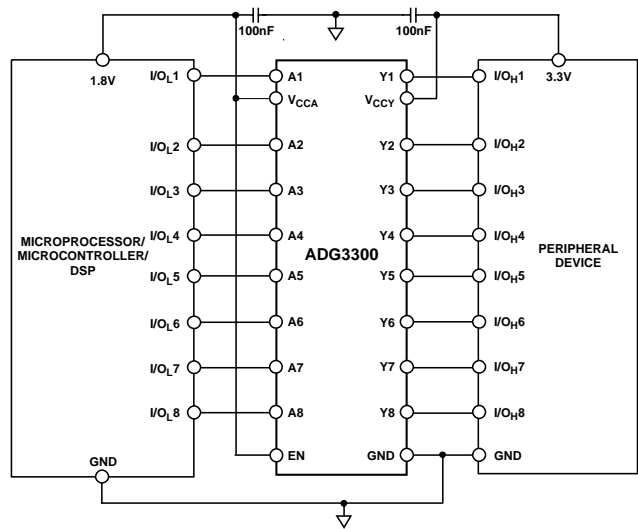 100nF 100nF
1.8V I/OL1 A1 Y1 I/OH1 3.3V
VCCA VCCY
I/OL2 A2 Y2 I/OH2
I/OL3 A3 Y3 I/OH3
MICROPROCESSOR/
MICROCONTROLLER/
DSP
I/OL4 A4 Y4 I/OH4
ADG3300
PERIPHERAL
DEVICE
I/OL5 A5 Y5 I/OH5
I/OL6 A6 Y6 I/OH6
I/OL7 A7 Y7 I/OH7
I/OL8 A8 Y8 I/OH8
GND EN GND GND